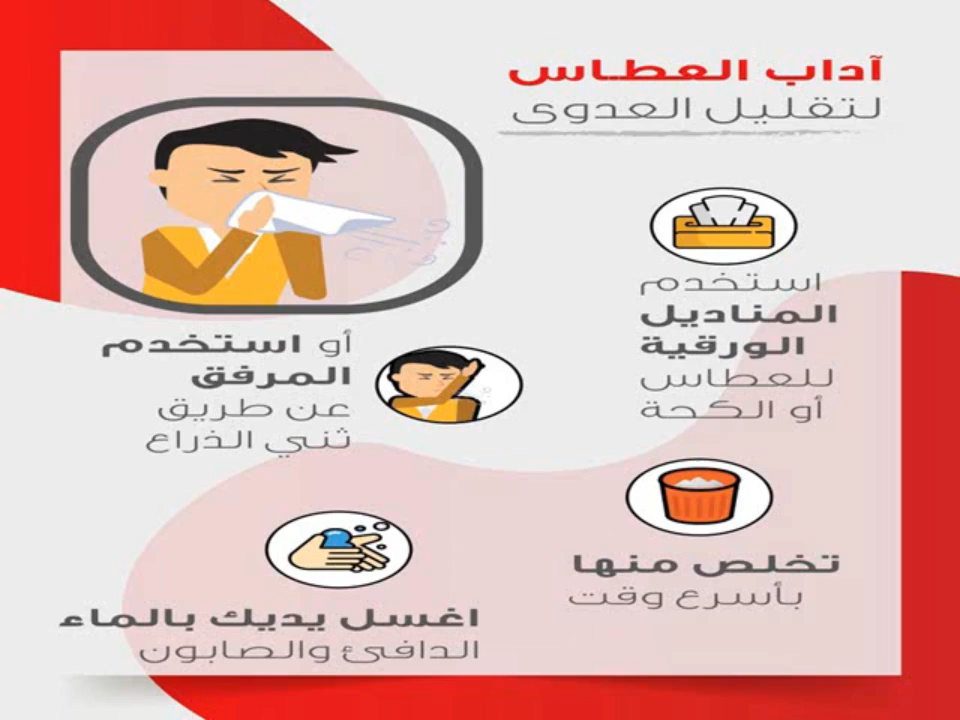 آداب العطاس
لتقليل العدوى
استخدم
المناديل
الورقية
للعطاس
أو الكحة
أو استخدم
المرفق
عن طريق
ثني الذراع
تخلص منها
بأسرع وقت
اغسل يديك بالماء
الدافئ والصابون